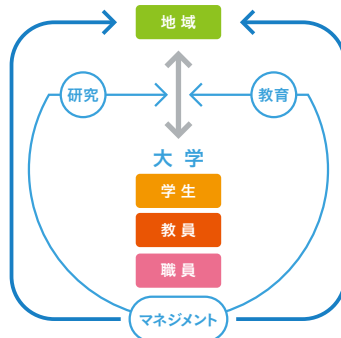 地域
研究
教育
大学
学生
教員
職員
マネジメント